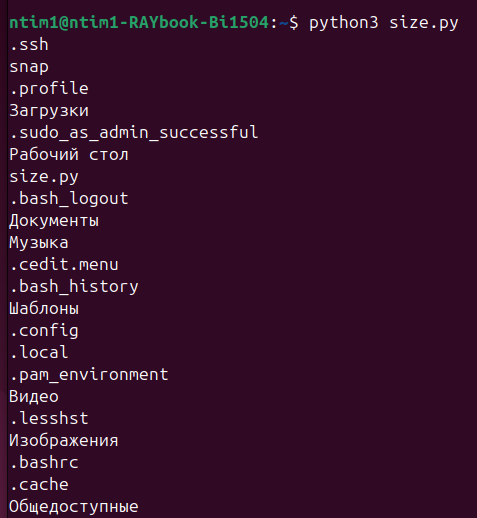 ntim1@ntim1-RAYbook-Bi1504:~$ python3 size.py
.ssh
snap
.profile
Загрузки
.sudo_as_admin_successful
Рабочий стол
size.py
.bash_logout
Документы
Музыка
.cedit.menu
.bash_history
Шаблоны
.config
.local
.pam_environment
Видео
.lesshst
Изображения
.bashrc
.cache
Общедоступные